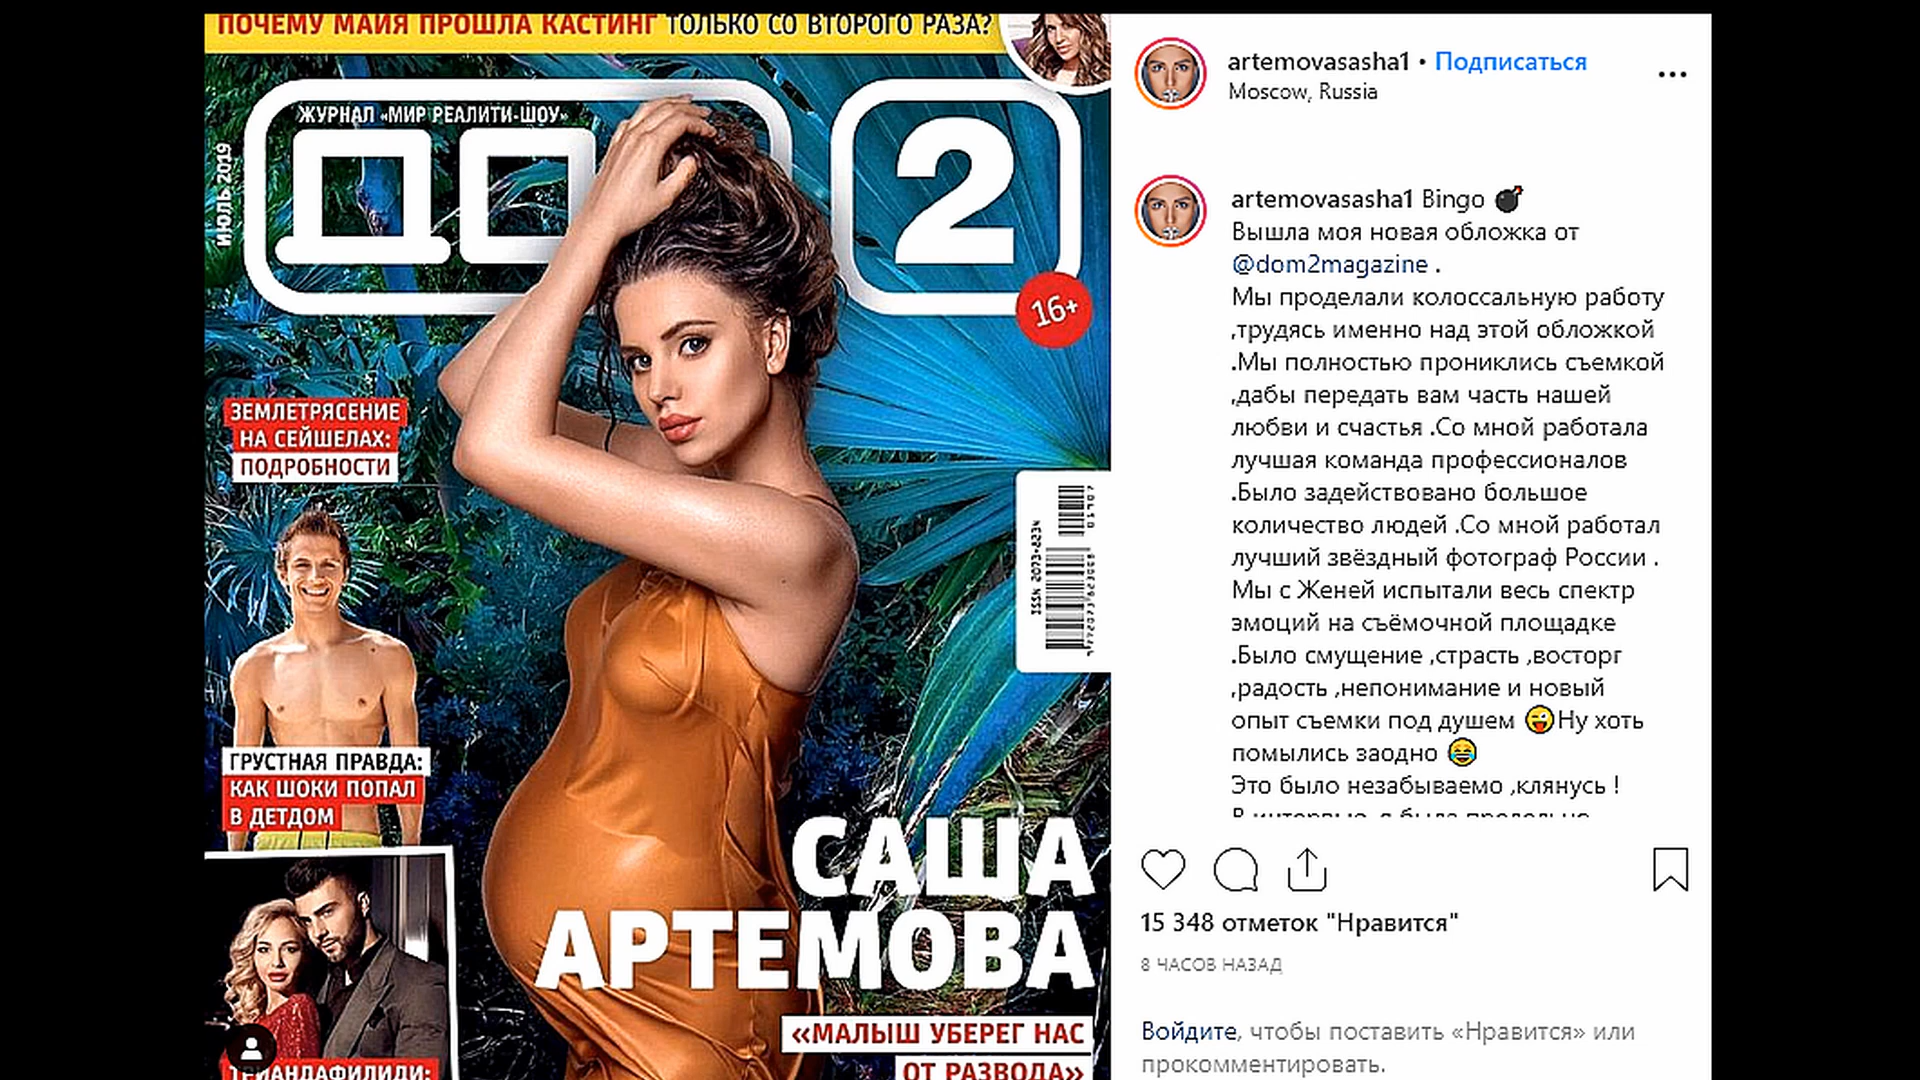 ПОЧЕМУ МАЙЯ ПРОШЛА КАСТИНГ ТОЛЬКО СО ВТОРОГО РАЗА?
ЖУРНАЛ «МИР РЕАЛИТИ-ШОУ»
ИЮЛЬ 2019
ДО 2
16+
ЗЕМЛЕТРЯСЕНИЕ
НА СЕЙШЕЛАХ:
ПОДРОБНОСТИ
ISSN 2073-8234
01907
ГРУСТНАЯ ПРАВДА:
КАК ШОКИ ПОПАЛ
В ДЕТДОМ
САША
АРТЕМОВА
«МАЛЫШ УБЕРЕГ НАС
ОТ РАЗВОДА»
ТРИАНДАФИЛИДИ:
artemovasasha1 • Подписаться
Moscow, Russia
artemovasasha1 Bingo 💣
Вышла моя новая обложка от
@dom2magazine .
Мы проделали колоссальную работу
,трудясь именно над этой обложкой
.Мы полностью прониклись съемкой
,дабы передать вам часть нашей
любви и счастья .Со мной работала
лучшая команда профессионалов
.Было задействовано большое
количество людей .Со мной работал
лучший звёздный фотограф России .
Мы с Женей испытали весь спектр
эмоций на съёмочной площадке
.Было смущение ,страсть ,восторг
,радость ,непонимание и новый
опыт съемки под душем 😜Ну хоть
помылись заодно 😂
Это было незабываемо ,клянусь !
15 348 отметок "Нравится"
8 ЧАСОВ НАЗАД
Войдите, чтобы поставить «Нравится» или
прокомментировать.